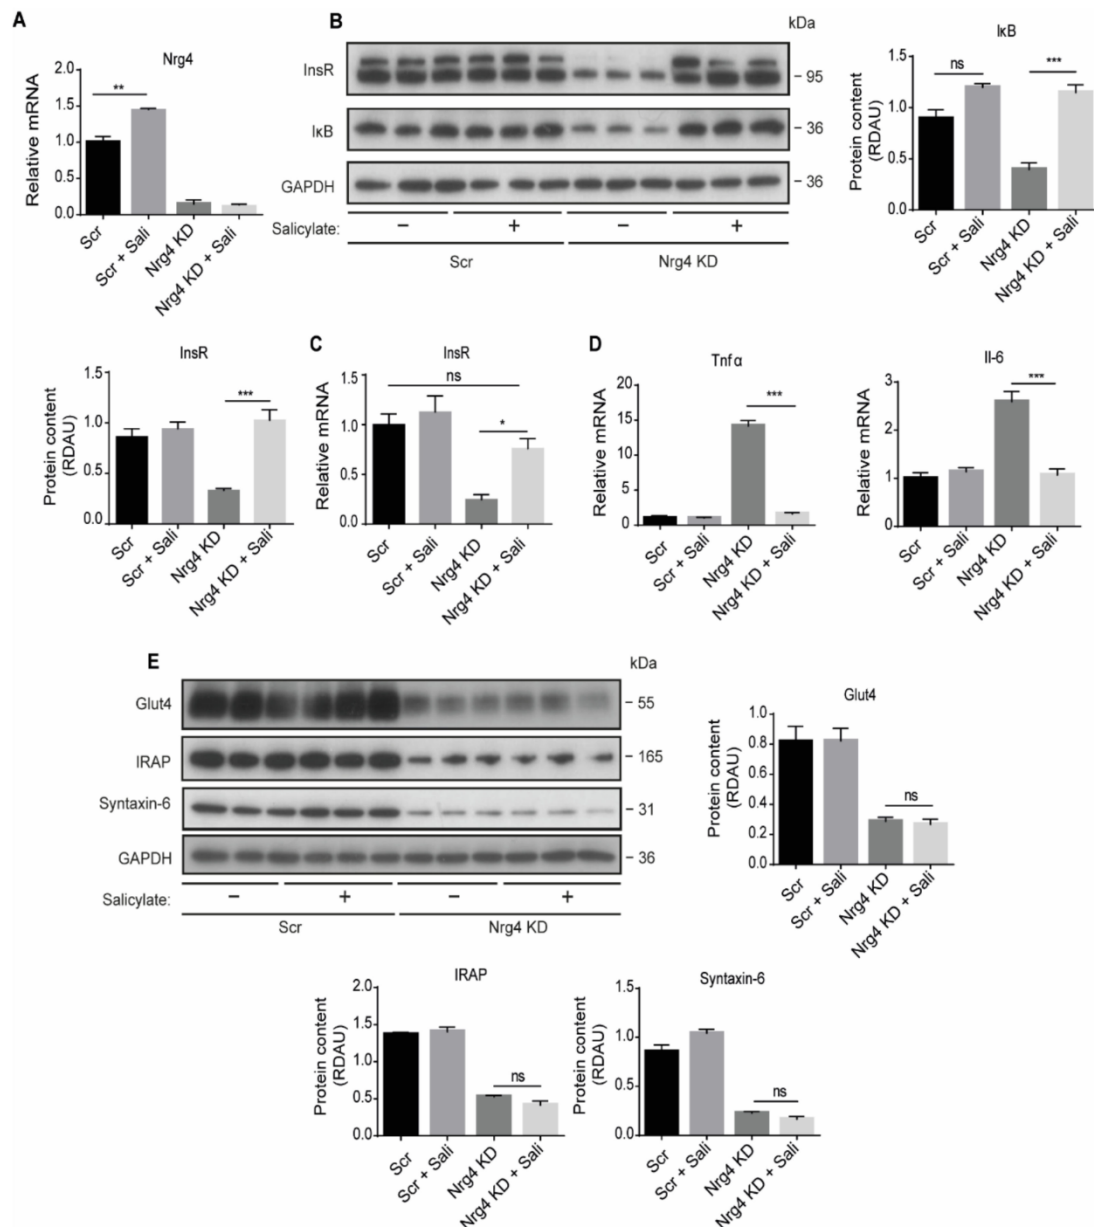 A
Nrg4
Relative mRNA
2.0
1.5
1.0
0.5
0.0
**
Scr
Scr + Sali
Nrg4 KD
Nrg4 KD + Sali
B
kDa
InsR
95
IκB
36
GAPDH
36
Salicylate:
− + − +
Scr Nrg4 KD
IκB
Protein content
(RDAU)
1.5
1.0
0.5
0.0
ns ***
Scr
Scr + Sali
Nrg4 KD
Nrg4 KD + Sali
InsR
Protein content
(RDAU)
1.5
1.0
0.5
0.0
***
Scr
Scr + Sali
Nrg4 KD
Nrg4 KD + Sali
C
InsR
Relative mRNA
1.5
1.0
0.5
0.0
ns
*
Scr
Scr + Sali
Nrg4 KD
Nrg4 KD + Sali
D
Tnfα
Relative mRNA
20
15
10
5
0
***
Scr
Scr + Sali
Nrg4 KD
Nrg4 KD + Sali
Il-6
Relative mRNA
3
2
1
0
***
Scr
Scr + Sali
Nrg4 KD
Nrg4 KD + Sali
E
kDa
Glut4
55
IRAP
165
Syntaxin-6
31
GAPDH
36
Salicylate:
− + − +
Scr Nrg4 KD
Glut4
Protein content
(RDAU)
1.0
0.8
0.6
0.4
0.2
0.0
ns
Scr
Scr + Sali
Nrg4 KD
Nrg4 KD + Sali
IRAP
Protein content
(RDAU)
2.0
1.5
1.0
0.5
0.0
ns
Scr
Scr + Sali
Nrg4 KD
Nrg4 KD + Sali
Syntaxin-6
Protein content
(RDAU)
1.5
1.0
0.5
0.0
ns
Scr
Scr + Sali
Nrg4 KD
Nrg4 KD + Sali